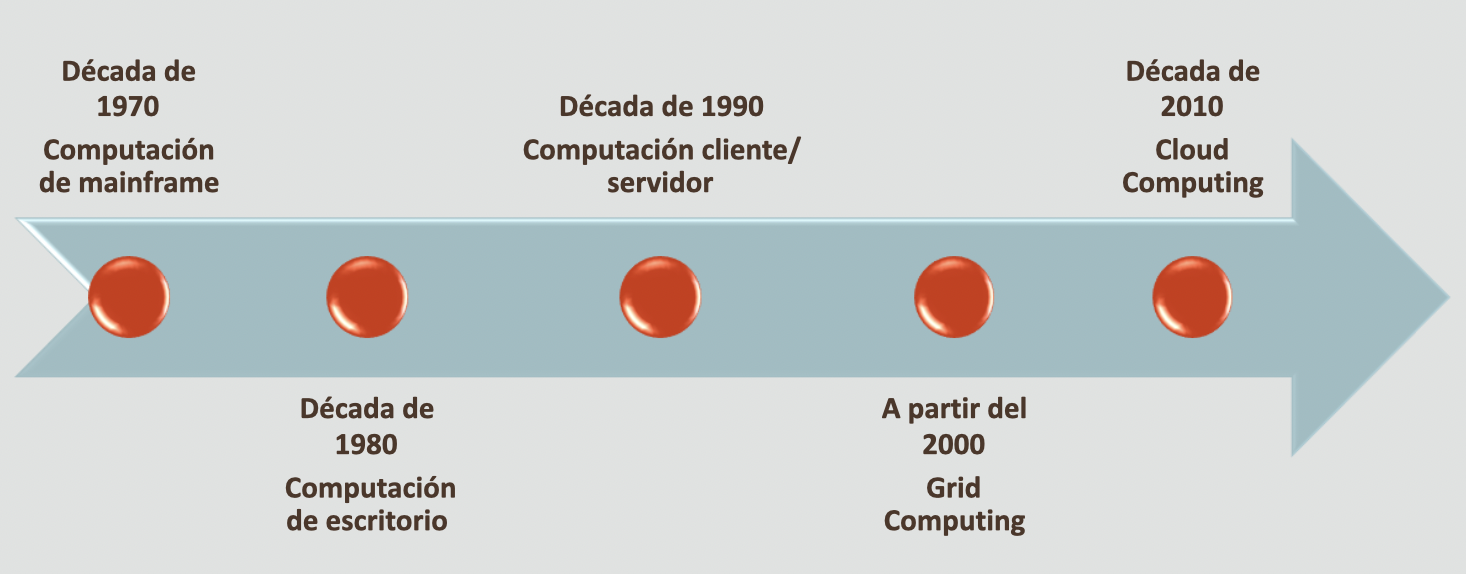 Década de
1970
Computación
de mainframe
Década de
1980
Computación
de escritorio
Década de 1990
Computación cliente/
servidor
A partir del
2000
Grid
Computing
Década de
2010
Cloud
Computing